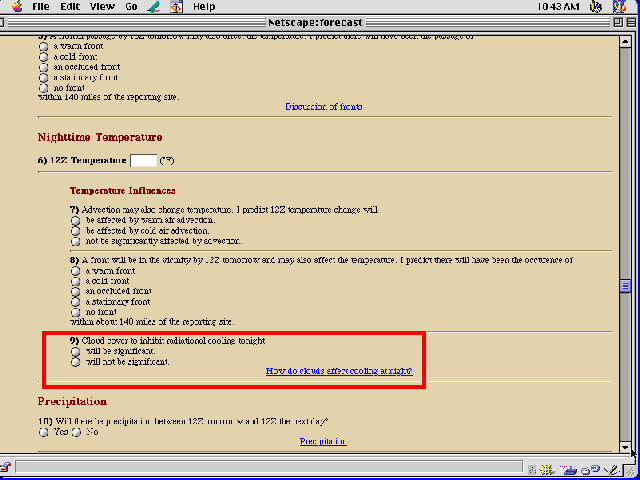 File Edit View Go Help 10:43 AM
Netscape:forecast
a warm front
a cold front
an occluded front
a stationary front
no front
within 140 miles of the reporting site.
Discussion of fronts
Nighttime Temperature
6) 12Z Temperature (°F)
Temperature Influences
7) Advection may also change temperature. I predict 12Z temperature change will
be affected by warm air advection.
be affected by cold air advection.
not be significantly affected by advection.
8) A front will be in the vicinity by 12Z tomorrow and may also affect the temperature. I predict there will have been the occurence of
a warm front
a cold front
an occluded front
a stationary front
no front
within about 140 miles of the reporting site.
9) Cloud cover to inhibit radiational cooling tonight
will be significant.
will not be significant.
How do clouds affect cooling at night?
Precipitation
10) Will there be precipitation between 12Z tomorrow and 12Z the next day?
Yes No
Precipitation